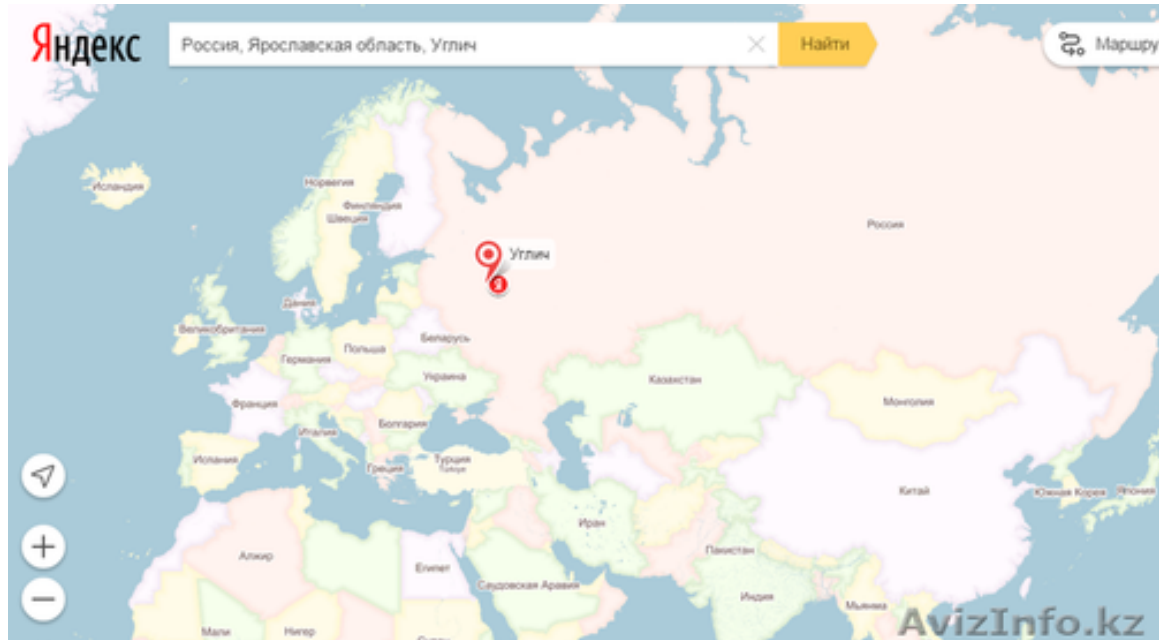 Яндекс
Россия, Ярославская область, Углич
Найти
Маршру
Исландия
Норвегия
Финляндия
Швеция
Россия
Углич
Дания
Великобритания
Беларусь
Польша
Германия
Украина
Казахстан
Франция
Монголия
Болгария
Италия
Испания
Греция
Турция
Türkiye
Китай
Южная Корея
Япония
Иран
Пакистан
Алжир
Египет
Саудовская Аравия
Индия
Мьянма
Мали
Нигер
AvizInfo.kz